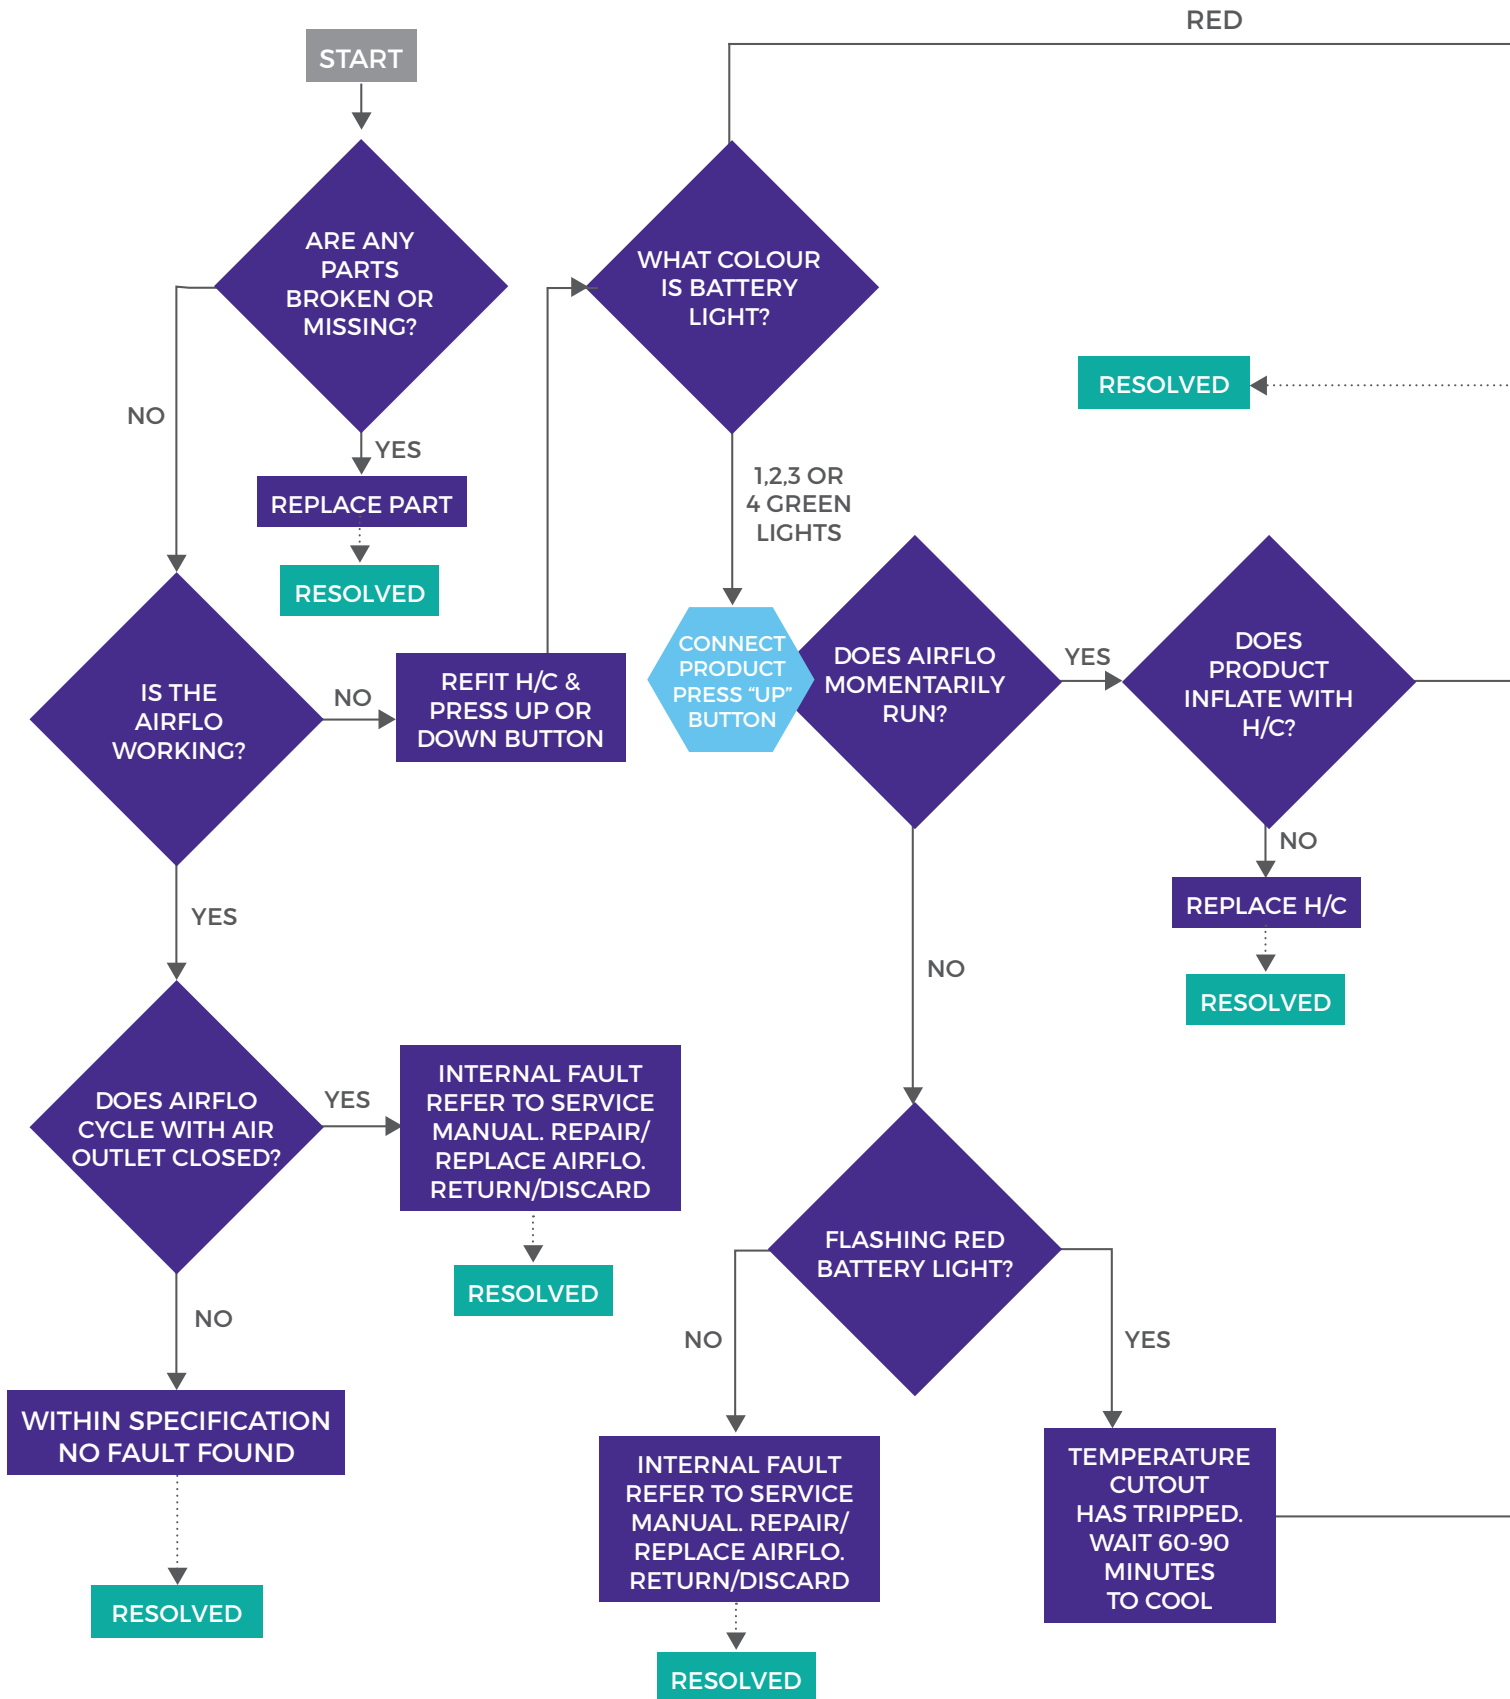 RED
START
ARE ANY
PARTS
BROKEN OR
MISSING?
WHAT COLOUR
IS BATTERY
LIGHT?
RESOLVED
NO
YES
1,2,3 OR
4 GREEN
LIGHTS
REPLACE PART
RESOLVED
IS THE
AIRFLO
WORKING?
NO
REFIT H/C &
PRESS UP OR
DOWN BUTTON
CONNECT
PRODUCT
PRESS “UP”
BUTTON
DOES AIRFLO
MOMENTARILY
RUN?
YES
DOES
PRODUCT
INFLATE WITH
H/C?
NO
REPLACE H/C
RESOLVED
YES
NO
DOES AIRFLO
CYCLE WITH AIR
OUTLET CLOSED?
YES
INTERNAL FAULT
REFER TO SERVICE
MANUAL. REPAIR/
REPLACE AIRFLO.
RETURN/DISCARD
RESOLVED
FLASHING RED
BATTERY LIGHT?
NO
NO
YES
WITHIN SPECIFICATION
NO FAULT FOUND
RESOLVED
INTERNAL FAULT
REFER TO SERVICE
MANUAL. REPAIR/
REPLACE AIRFLO.
RETURN/DISCARD
RESOLVED
TEMPERATURE
CUTOUT
HAS TRIPPED.
WAIT 60-90
MINUTES
TO COOL